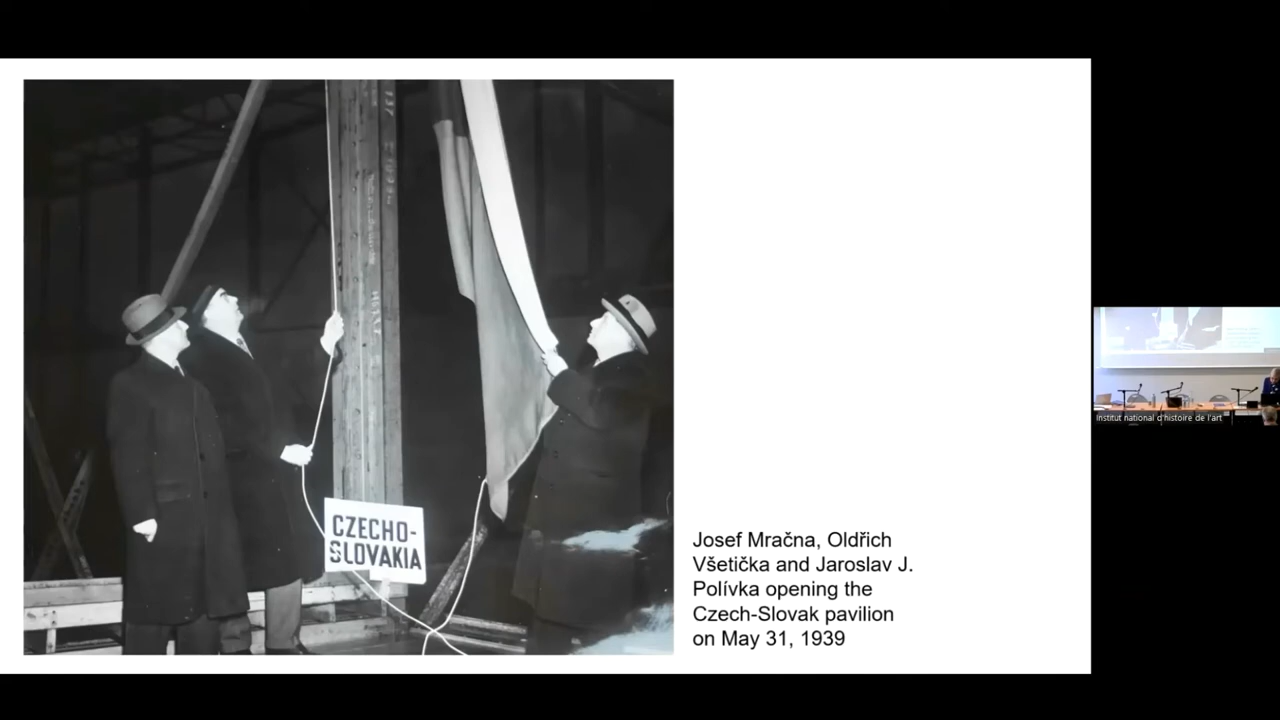 CZECHO-
SLOVAKIA
Josef Mračna, Oldřich
Všetička and Jaroslav J.
Polívka opening the
Czech-Slovak pavilion
on May 31, 1939
Institut national d'histoire de l'art